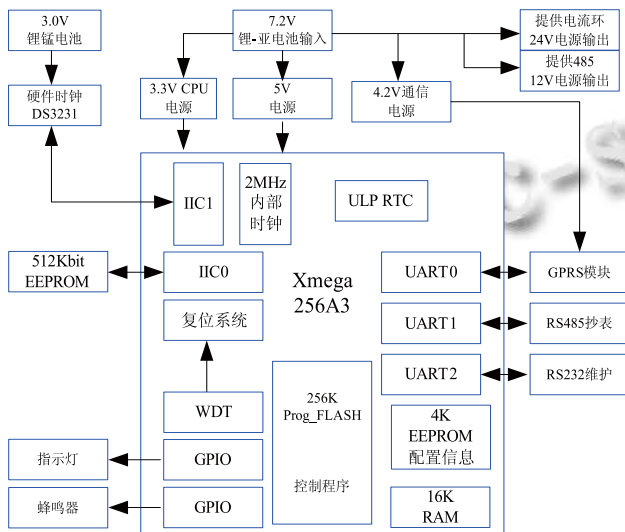 3.0V
锂锰电池
7.2V
锂-亚电池输入
提供电流环
24V电源输出
提供485
12V电源输出
硬件时钟
DS3231
3.3V CPU
电源
5V
电源
4.2V通信
电源
IIC1
2MHz
内部
时钟
ULP RTC
512Kbit
EEPROM
IIC0
Xmega
256A3
UART0
GPRS模块
复位系统
UART1
RS485抄表
UART2
RS232维护
WDT
256K
Prog_FLASH
控制程序
4K
EEPROM
配置信息
指示灯
GPIO
蜂鸣器
GPIO
16K
RAM